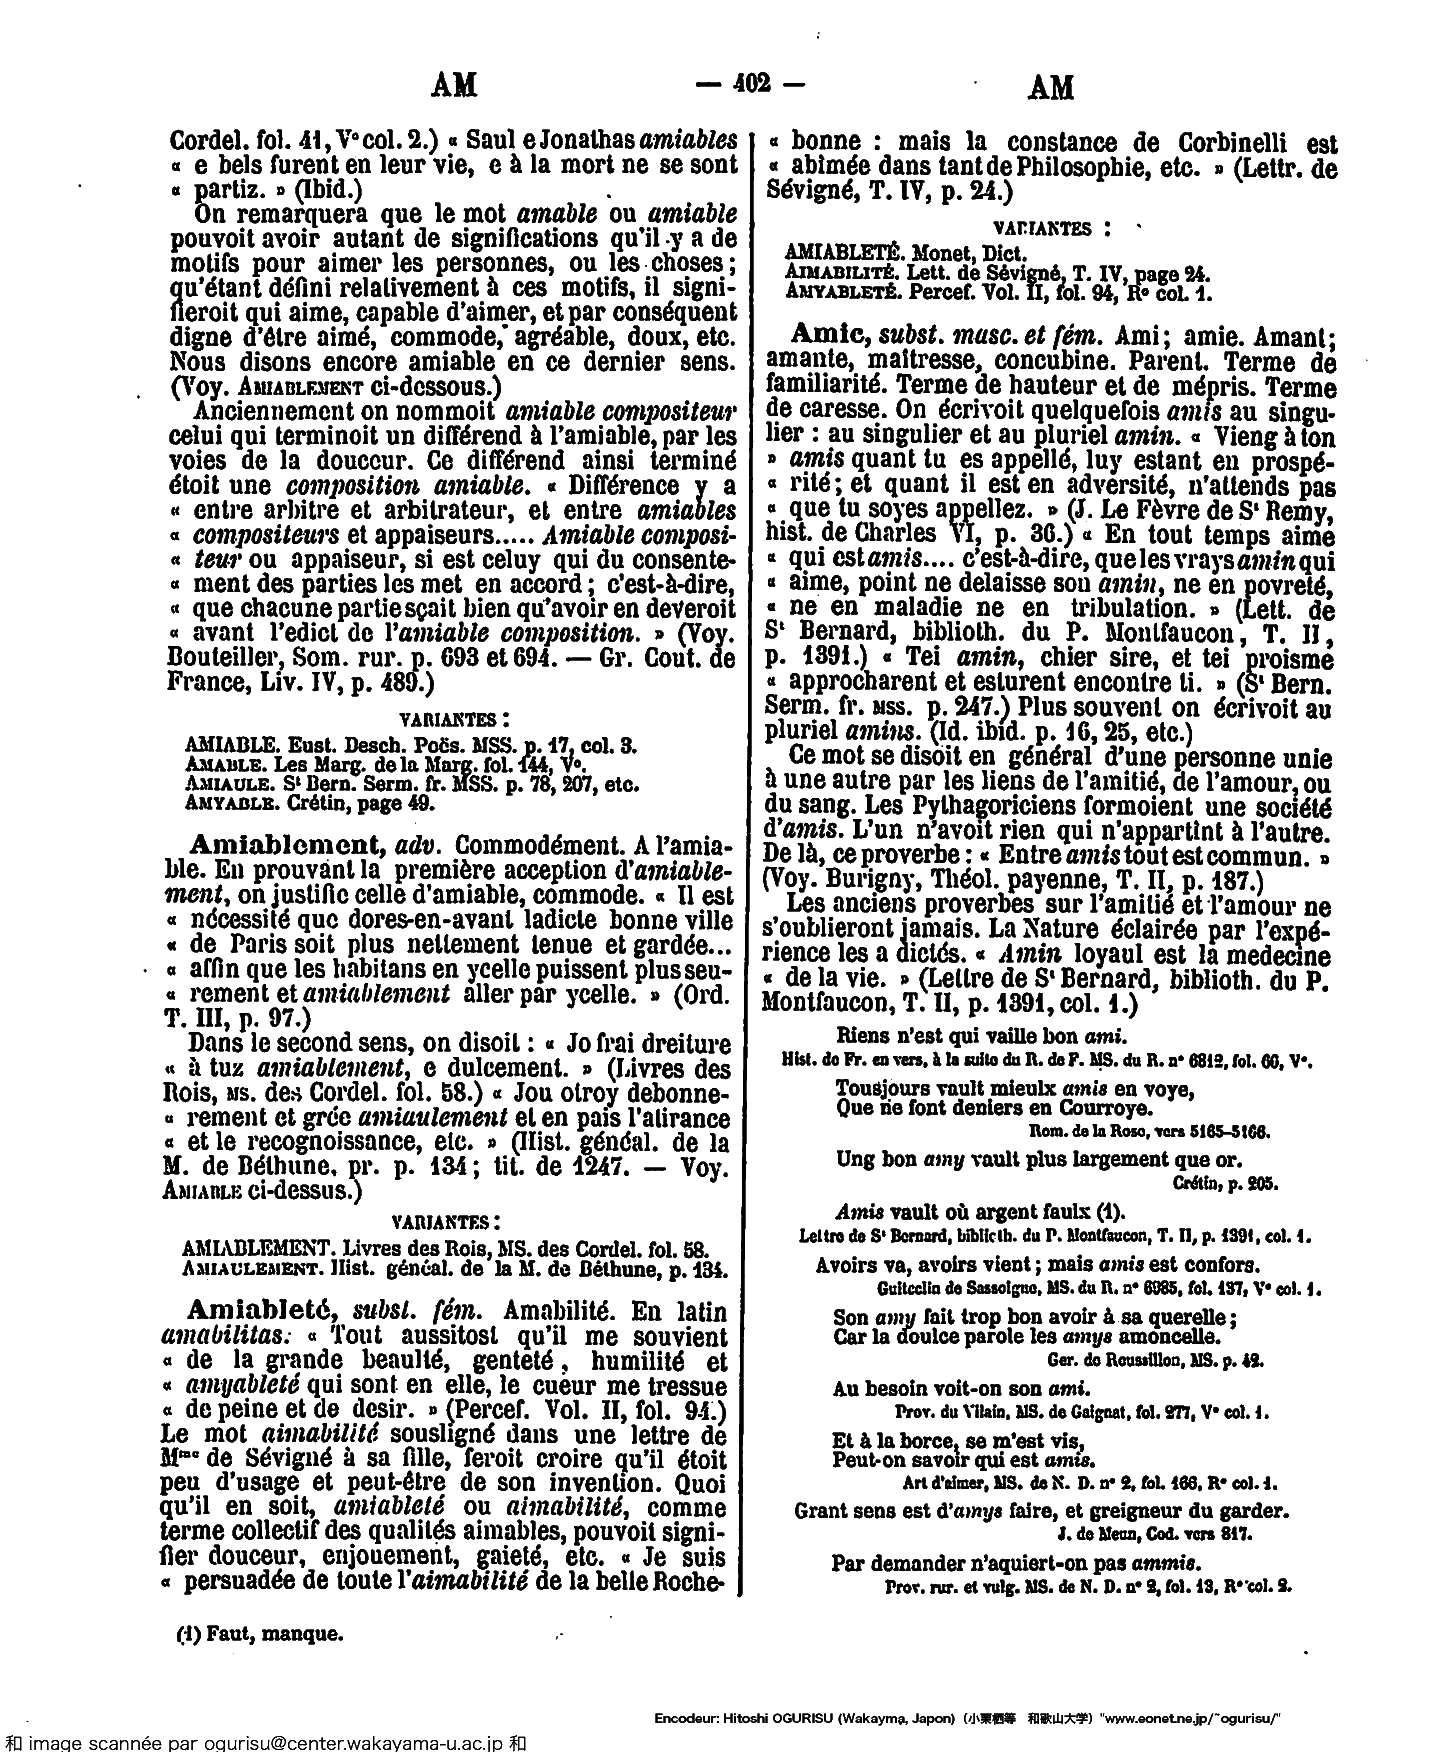 AM — 402 — AM
Cordel. fol. 41, Vº col. 2.) « Saul e Jonathas amiables
« e bels furent en leur vie, e à la mort ne se sont
« partiz. » (Ibid.)
On remarquera que le mot amable ou amiable
pouvoit avoir autant de significations qu'il y a de
motifs pour aimer les personnes, ou les choses ;
qu'étant défini relativement à ces motifs, il signi-
fieroit qui aime, capable d'aimer, et par conséquent
digne d'être aimé, commode, agréable, doux, etc.
Nous disons encore amiable en ce dernier sens.
(Voy. AMIABLEMENT ci-dessous.)
Anciennement on nommoit amiable compositeur
celui qui terminoit un différend à l'amiable, par les
voies de la douceur. Ce différend ainsi terminé
étoit une composition amiable. « Différence y a
« entre arbitre et arbitrateur, et entre amiables
« compositeurs et appaiseurs..... Amiable composi-
« teur ou appaiseur, si est celuy qui du consente-
« ment des parties les met en accord ; c'est-à-dire,
« que chacune partie sçait bien qu'avoir en deveroit
« avant l'edict de l'amiable composition. » (Voy.
Bouteiller, Som. rur. p. 693 et 694. — Gr. Cout. de
France, Liv. IV, p. 489.)
VARIANTES :
AMIABLE. Eust. Desch. Poës. MSS. p. 17, col. 3.
AMABLE. Les Marg. de la Marg. fol. 144, Vº.
AMIAULE. St Bern. Serm. fr. MSS. p. 78, 207, etc.
AMYABLE. Crétin, page 49.
Amiablement, adv. Commodément. A l'amia-
ble. En prouvant la première acception d'amiable-
ment, on justifie celle d'amiable, commode. « Il est
« nécessité que dores-en-avant ladicte bonne ville
« de Paris soit plus nettement tenue et gardée...
« affin que les habitans en ycelle puissent plus seu-
« rement et amiablement aller par ycelle. » (Ord.
T. III, p. 97.)
Dans le second sens, on disoit : « Jo frai dreiture
« à tuz amiablement, e dulcement. » (Livres des
Rois, MS. des Cordel. fol. 58.) « Jou otroy debonne-
« rement et grée amiaulement et en pais l'atirance
« et le recognoissance, etc. » (Hist. généal. de la
M. de Béthune, pr. p. 134 ; tit. de 1247. — Voy.
AMIABLE ci-dessus.)
VARIANTES :
AMIABLEMENT. Livres des Rois, MS. des Cordel. fol. 58.
AMIAULEMENT. Hist. généal. de la M. de Béthune, p. 134.
Amiableté, subst. fém. Amabilité. En latin
amabilitas. « Tout aussitost qu'il me souvient
« de la grande beaulté, genteté, humilité et
« amyableté qui sont en elle, le cueur me tressue
« de peine et de desir. » (Percef. Vol. II, fol. 94.)
Le mot aimabilité sousligné dans une lettre de
Mme de Sévigné à sa fille, feroit croire qu'il étoit
peu d'usage et peut-être de son invention. Quoi
qu'il en soit, amiableté ou aimabilité, comme
terme collectif des qualités aimables, pouvoit signi-
fier douceur, enjouement, gaieté, etc. « Je suis
« persuadée de toute l'aimabilité de la belle Roche-
(1) Faut, manque.
« bonne : mais la constance de Corbinelli est
« abimée dans tant de Philosophie, etc. » (Lettr. de
Sévigné, T. IV, p. 24.)
VARIANTES :
AMIABLETÉ. Monet, Dict.
AIMABILITÉ. Lett. de Sévigné, T. IV, page 24.
AMYABLETÉ. Percef. Vol. II, fol. 94, Rº col. 1.
Amic, subst. masc. et fém. Ami ; amie. Amant ;
amante, maîtresse, concubine. Parent. Terme de
familiarité. Terme de hauteur et de mépris. Terme
de caresse. On écrivoit quelquefois amis au singu-
lier : au singulier et au pluriel amin. « Vieng à ton
» amis quant tu es appellé, luy estant en prospé-
« rité ; et quant il est en adversité, n'attends pas
« que tu soyes appellez. » (J. Le Fèvre de St Remy,
hist. de Charles VI, p. 36.) « En tout temps aime
« qui est amis.... c'est-à-dire, que les vrays amin qui
« aime, point ne delaisse son amin, ne en povreté,
« ne en maladie ne en tribulation. » (Lett. de
St Bernard, biblioth. du P. Montfaucon, T. II,
p. 1391.) « Tei amin, chier sire, et tei proisme
« approcharent et esturent encontre ti. » (St Bern.
Serm. fr. MSS. p. 247.) Plus souvent on écrivoit au
pluriel amins. (Id. ibid. p. 16, 25, etc.)
Ce mot se disoit en général d'une personne unie
à une autre par les liens de l'amitié, de l'amour, ou
du sang. Les Pythagoriciens formoient une société
d'amis. L'un n'avoit rien qui n'appartînt à l'autre.
De là, ce proverbe : « Entre amis tout est commun. »
(Voy. Burigny, Théol. payenne, T. II, p. 187.)
Les anciens proverbes sur l'amitié et l'amour ne
s'oublieront jamais. La Nature éclairée par l'expé-
rience les a dictés. « Amin loyaul est la medecine
« de la vie. » (Lettre de St Bernard, biblioth. du P.
Montfaucon, T. II, p. 1391, col. 1.)
Riens n'est qui vaille bon ami.
Hist. de Fr. en vers, à la suite du R. de F. MS. du R. nº 6812, fol. 66, Vº.
Tousjours vault mieulx amis en voye,
Que ne font deniers en Courroye.
Rom. de la Rose, vers 5165-5166.
Ung bon amy vault plus largement que or.
Crétin, p. 205.
Amis vault où argent faulx (1).
Lettre de St Bernard, biblioth. du P. Montfaucon, T. II, p. 1391, col. 1.
Avoirs va, avoirs vient ; mais amis est confors.
Guiteclin de Sassoigne, MS. du R. nº 6985, fol. 137, Vº col. 1.
Son amy fait trop bon avoir à sa querelle ;
Car la doulce parole les amys amoncelle.
Ger. de Roussillon, MS. p. 42.
Au besoin voit-on son ami.
Prov. du Vilain, MS. de Gaignat, fol. 277, Vº col. 1.
Et à la borce, se m'est vis,
Peut-on savoir qui est amis.
Art d'aimer, MS. de N. D. nº 2, fol. 166, Rº col. 1.
Grant sens est d'amys faire, et greigneur du garder.
J. de Meun, Cod. vers 817.
Par demander n'aquiert-on pas ammis.
Prov. rur. et vulg. MS. de N. D. nº 2, fol. 13, Rº col. 2.
Encodeur: Hitoshi OGURISU (Wakayma, Japon) (小栗栖等 和歌山大学) "www.eonet.ne.jp/~ogurisu/"
和 image scannée par ogurisu@center.wakayama-u.ac.jp 和